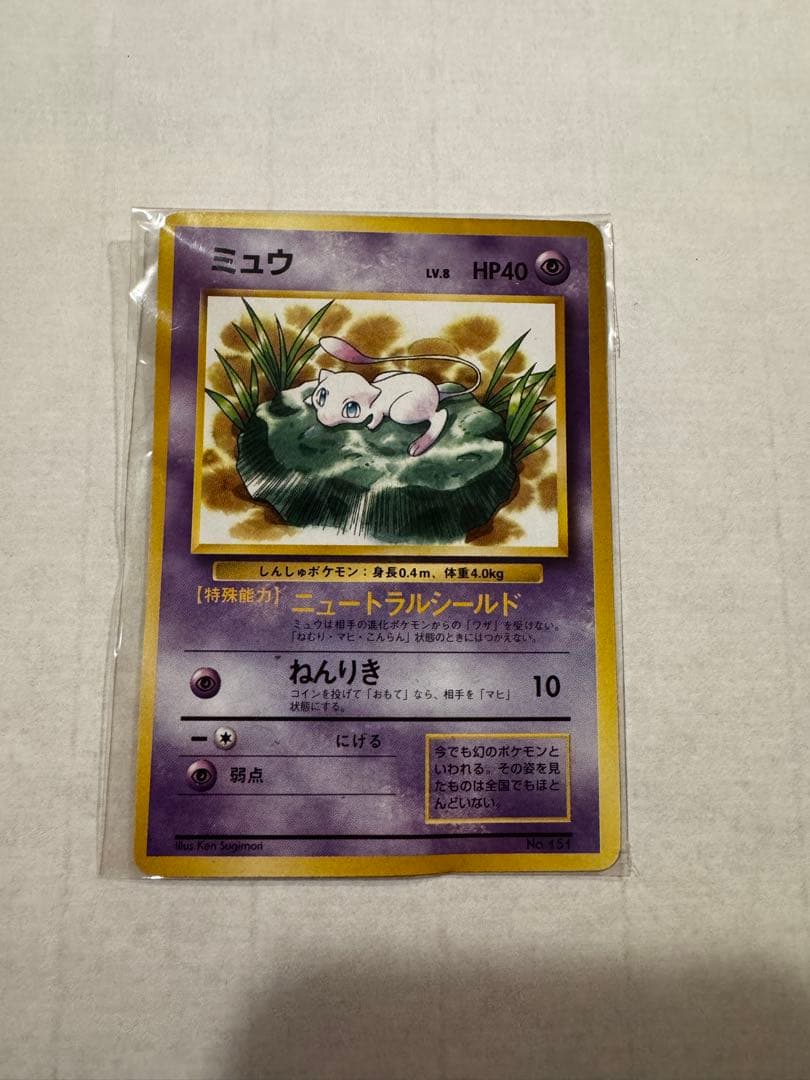 ミュウ LV.8 HP40
しんしゅポケモン：身長0.4m、体重4.0kg
【特殊能力】ニュートラルシールド
ミュウは相手の進化ポケモンからの「ワザ」を受けない。
「ねむり・マヒ・こんらん」状態のときにはつかえない。
ねんりき 10
コインを投げて「おもて」なら、相手を「マヒ」
状態にする。
ー にげる
弱点
今でも幻のポケモンと
いわれる。その姿を見
たものは全国でもほと
んどいない。
Illus. Ken Sugimori No. 151